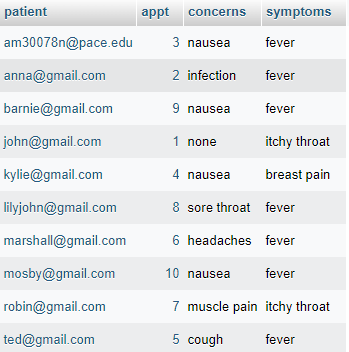 patient appt concerns symptoms
am30078n@pace.edu 3 nausea fever
anna@gmail.com 2 infection fever
barnie@gmail.com 9 nausea fever
john@gmail.com 1 none itchy throat
kylie@gmail.com 4 nausea breast pain
lilyjohn@gmail.com 8 sore throat fever
marshall@gmail.com 6 headaches fever
mosby@gmail.com 10 nausea fever
robin@gmail.com 7 muscle pain itchy throat
ted@gmail.com 5 cough fever